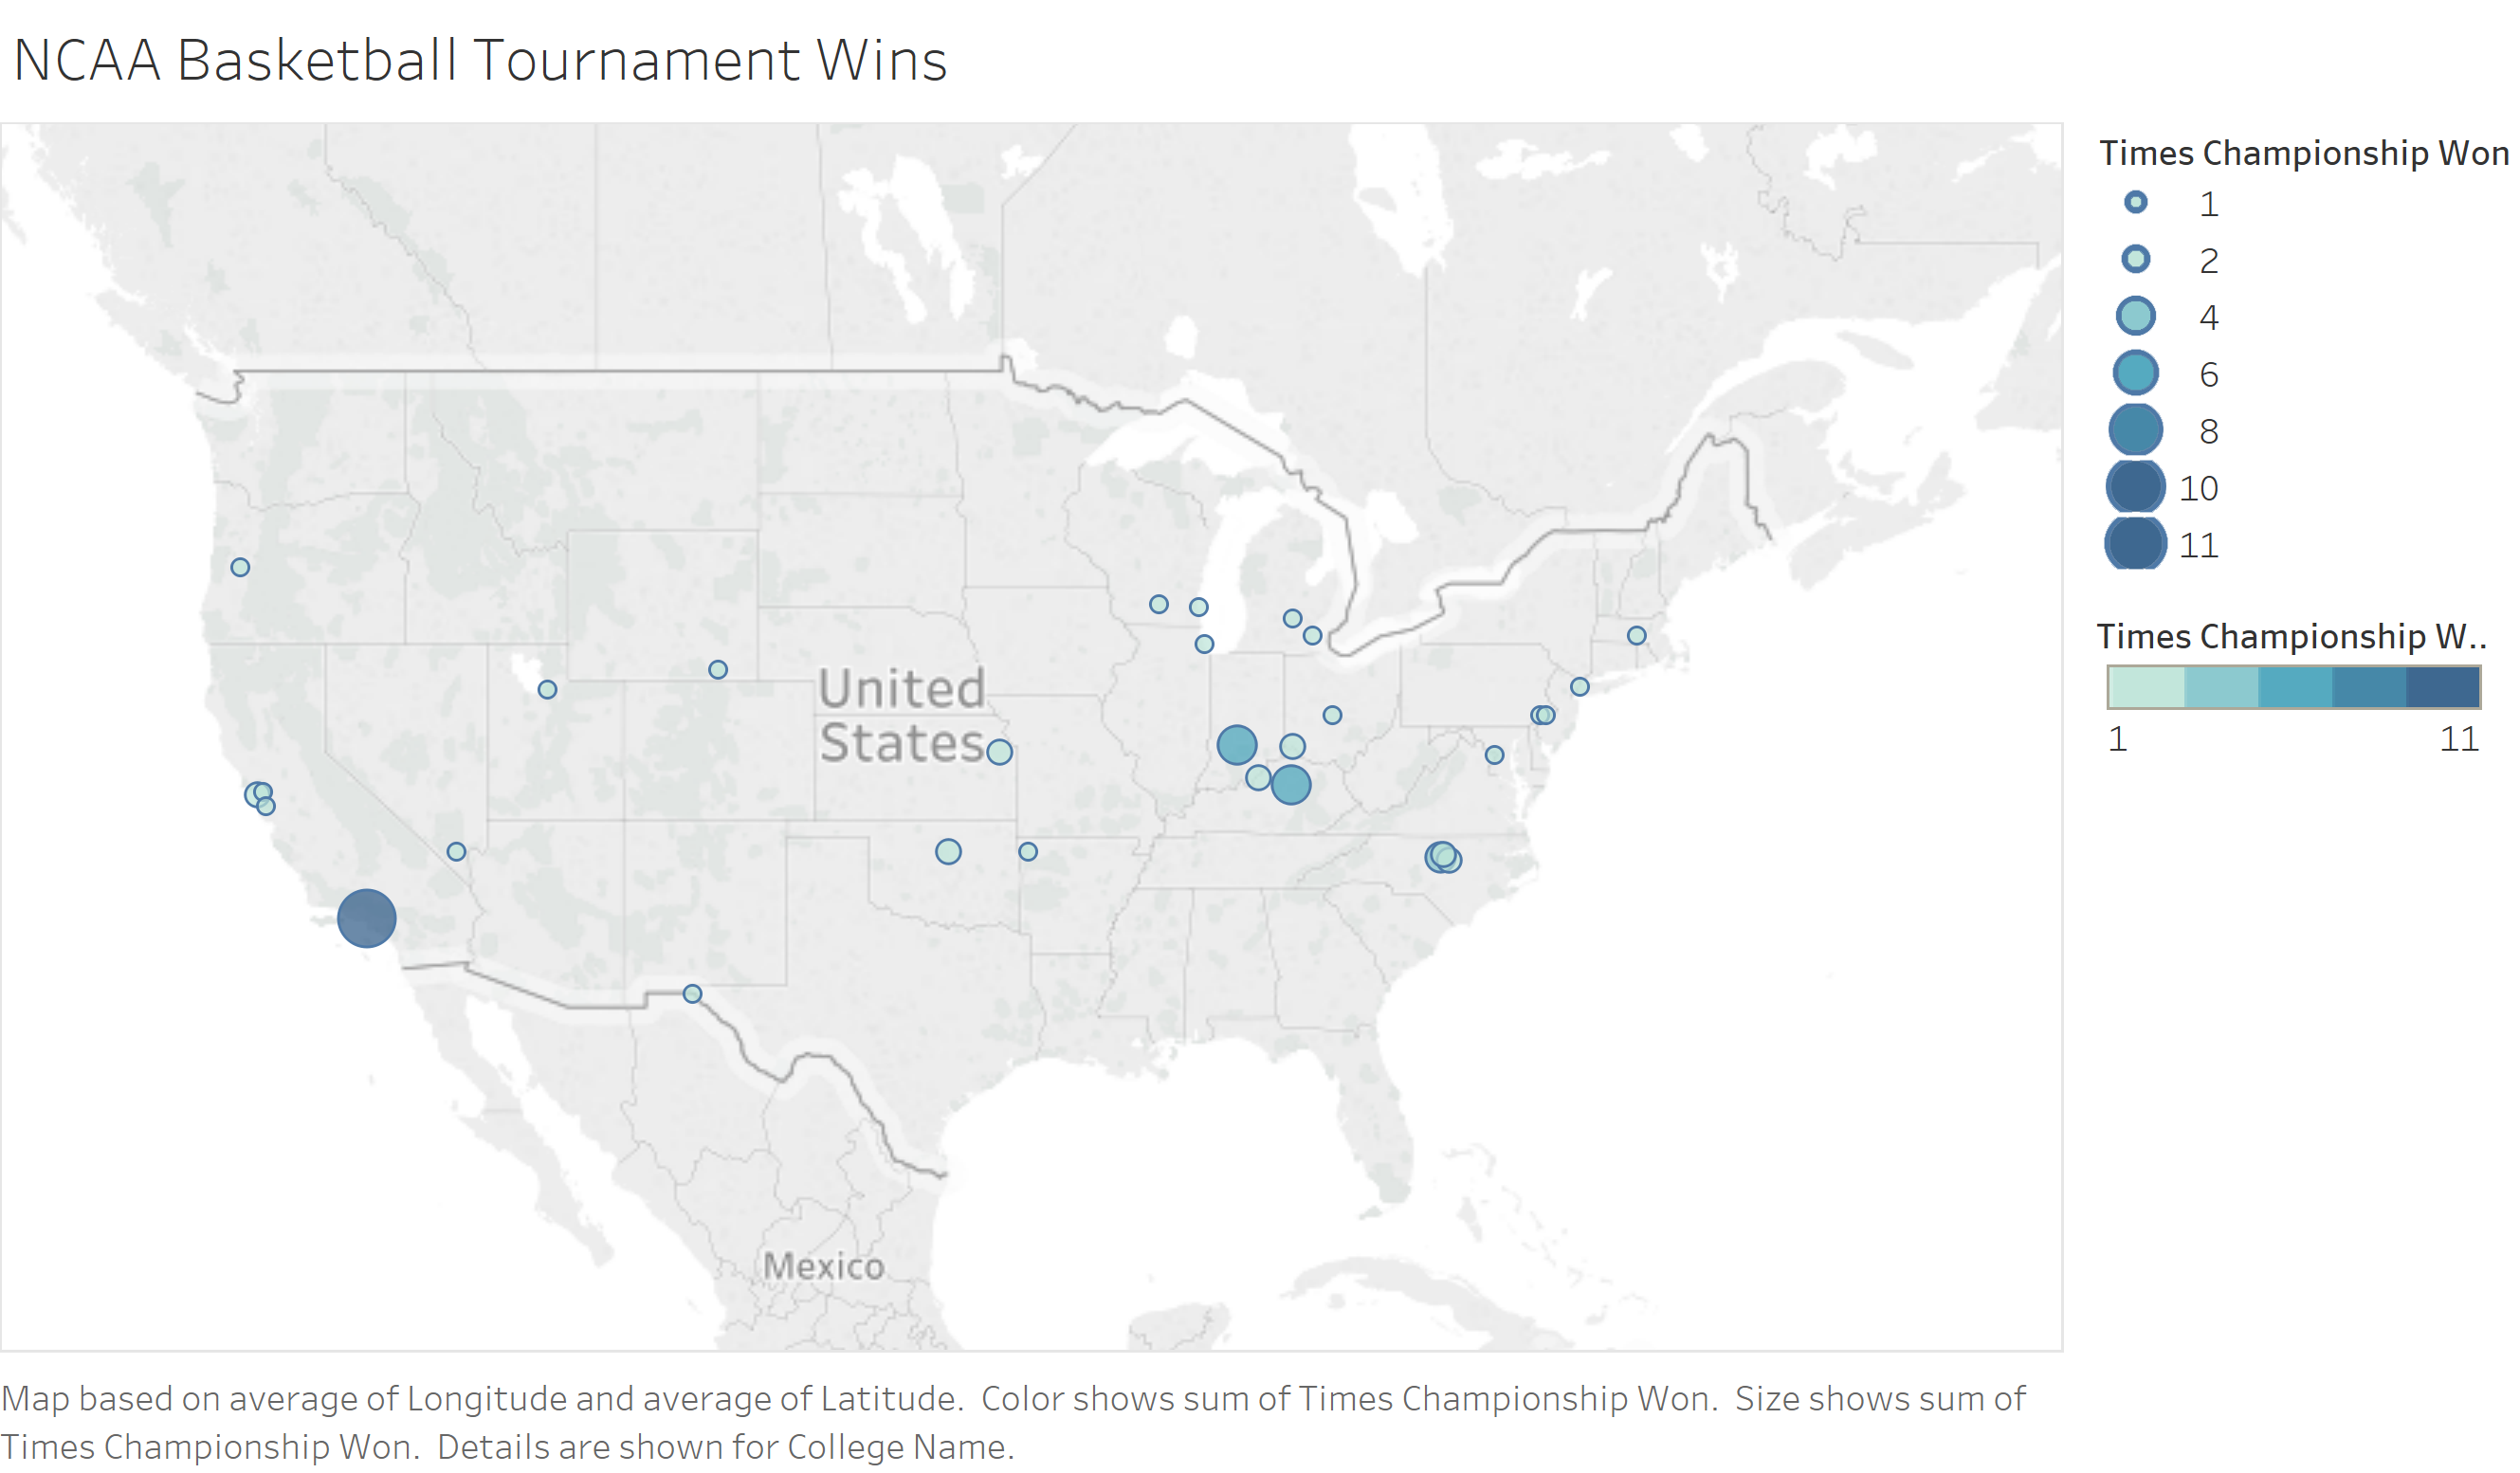 NCAA Basketball Tournament Wins
Times Championship Won
1
2
4
6
8
10
11
Times Championship W..
1 11
United
States
Mexico
Map based on average of Longitude and average of Latitude. Color shows sum of Times Championship Won. Size shows sum of
Times Championship Won. Details are shown for College Name.